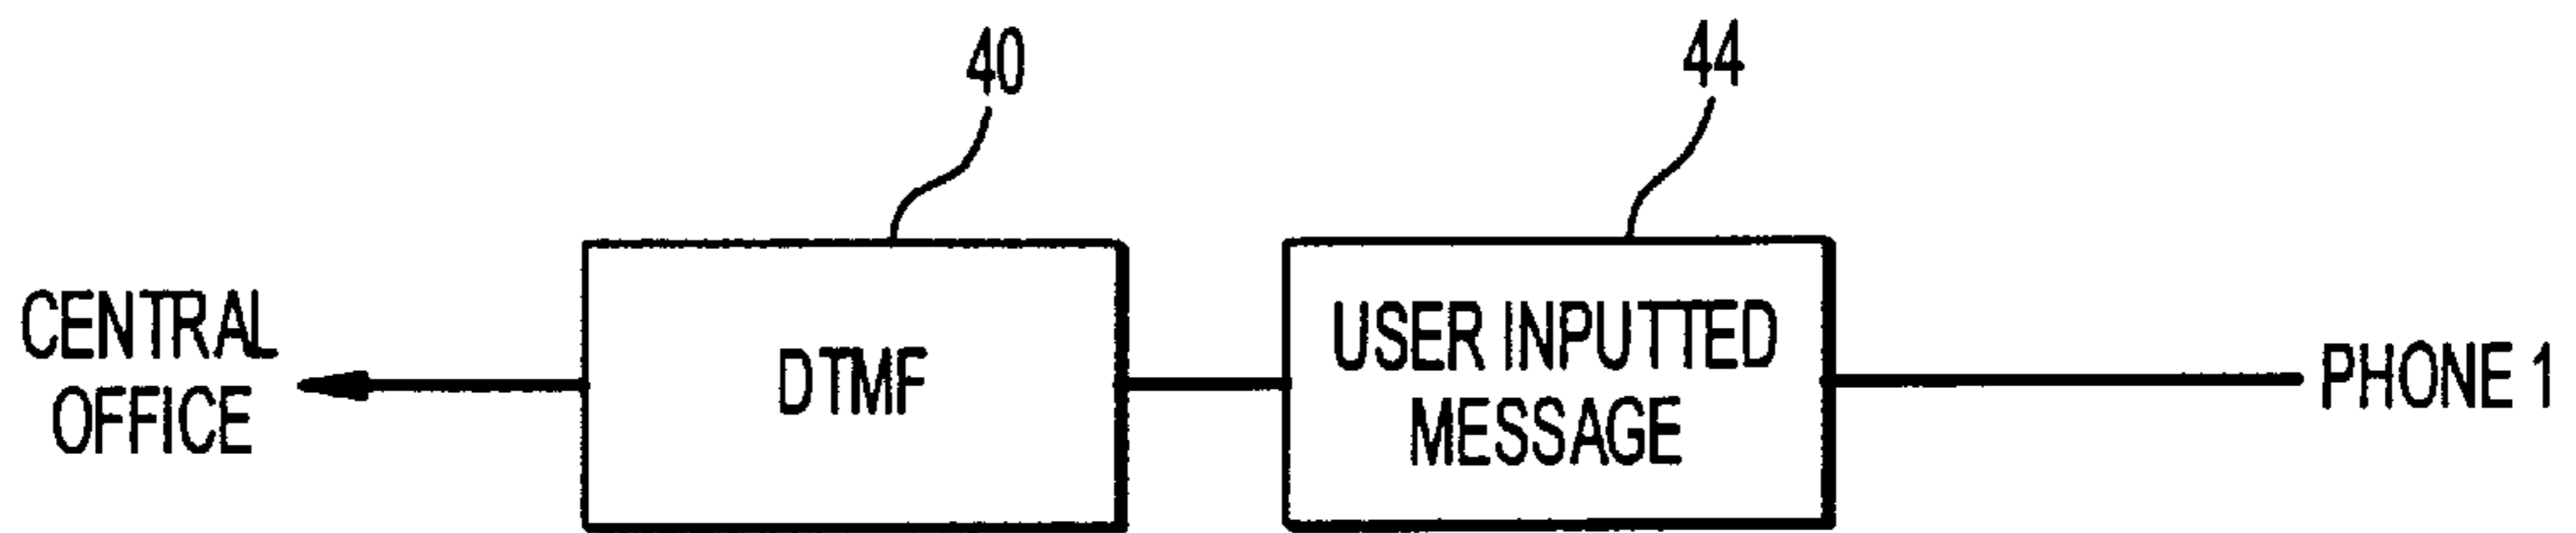 40
44
CENTRAL
OFFICE
DTMF
USER INPUTTED
MESSAGE
PHONE 1